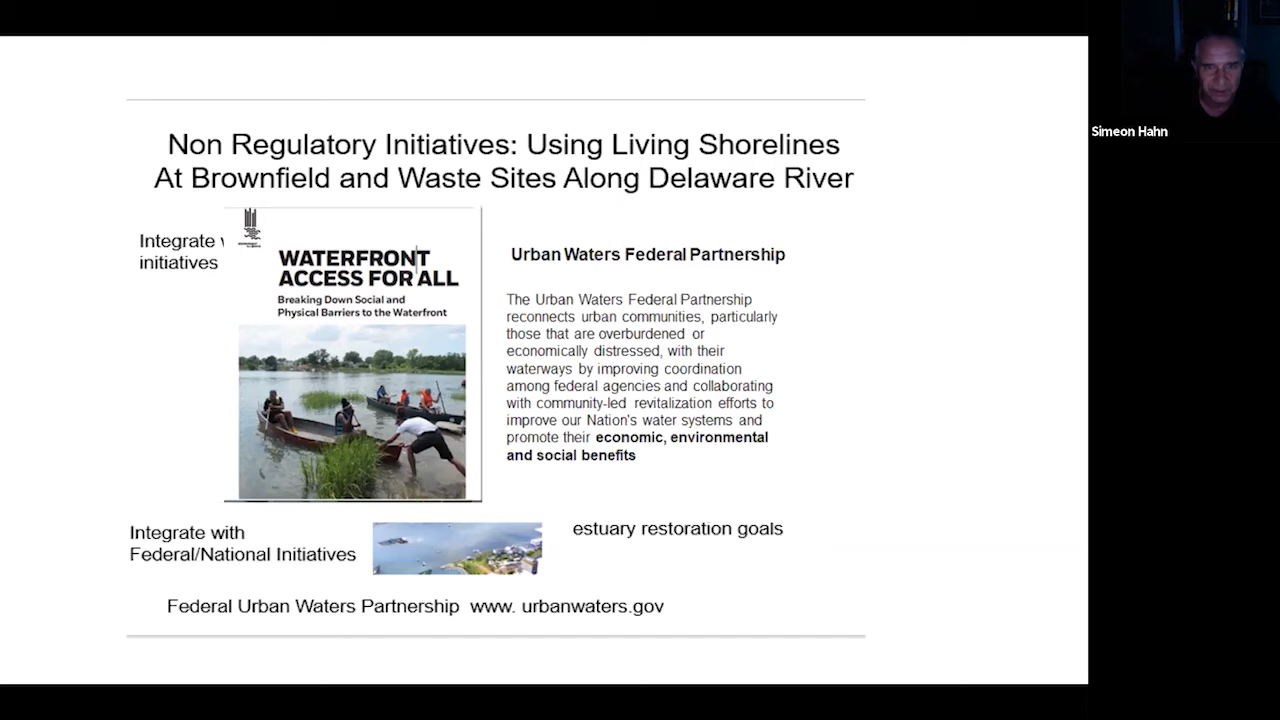 Simeon Hahn
Non Regulatory Initiatives: Using Living Shorelines
At Brownfield and Waste Sites Along Delaware River
Integrate
initiatives
WATERFRONT
ACCESS FOR ALL
Breaking Down Social and
Physical Barriers to the Waterfront
Urban Waters Federal Partnership
The Urban Waters Federal Partnership
reconnects urban communities, particularly
those that are overburdened or
economically distressed, with their
waterways by improving coordination
among federal agencies and collaborating
with community-led revitalization efforts to
improve our Nation's water systems and
promote their economic, environmental
and social benefits
Integrate with
Federal/National Initiatives
estuary restoration goals
Federal Urban Waters Partnership www. urbanwaters.gov